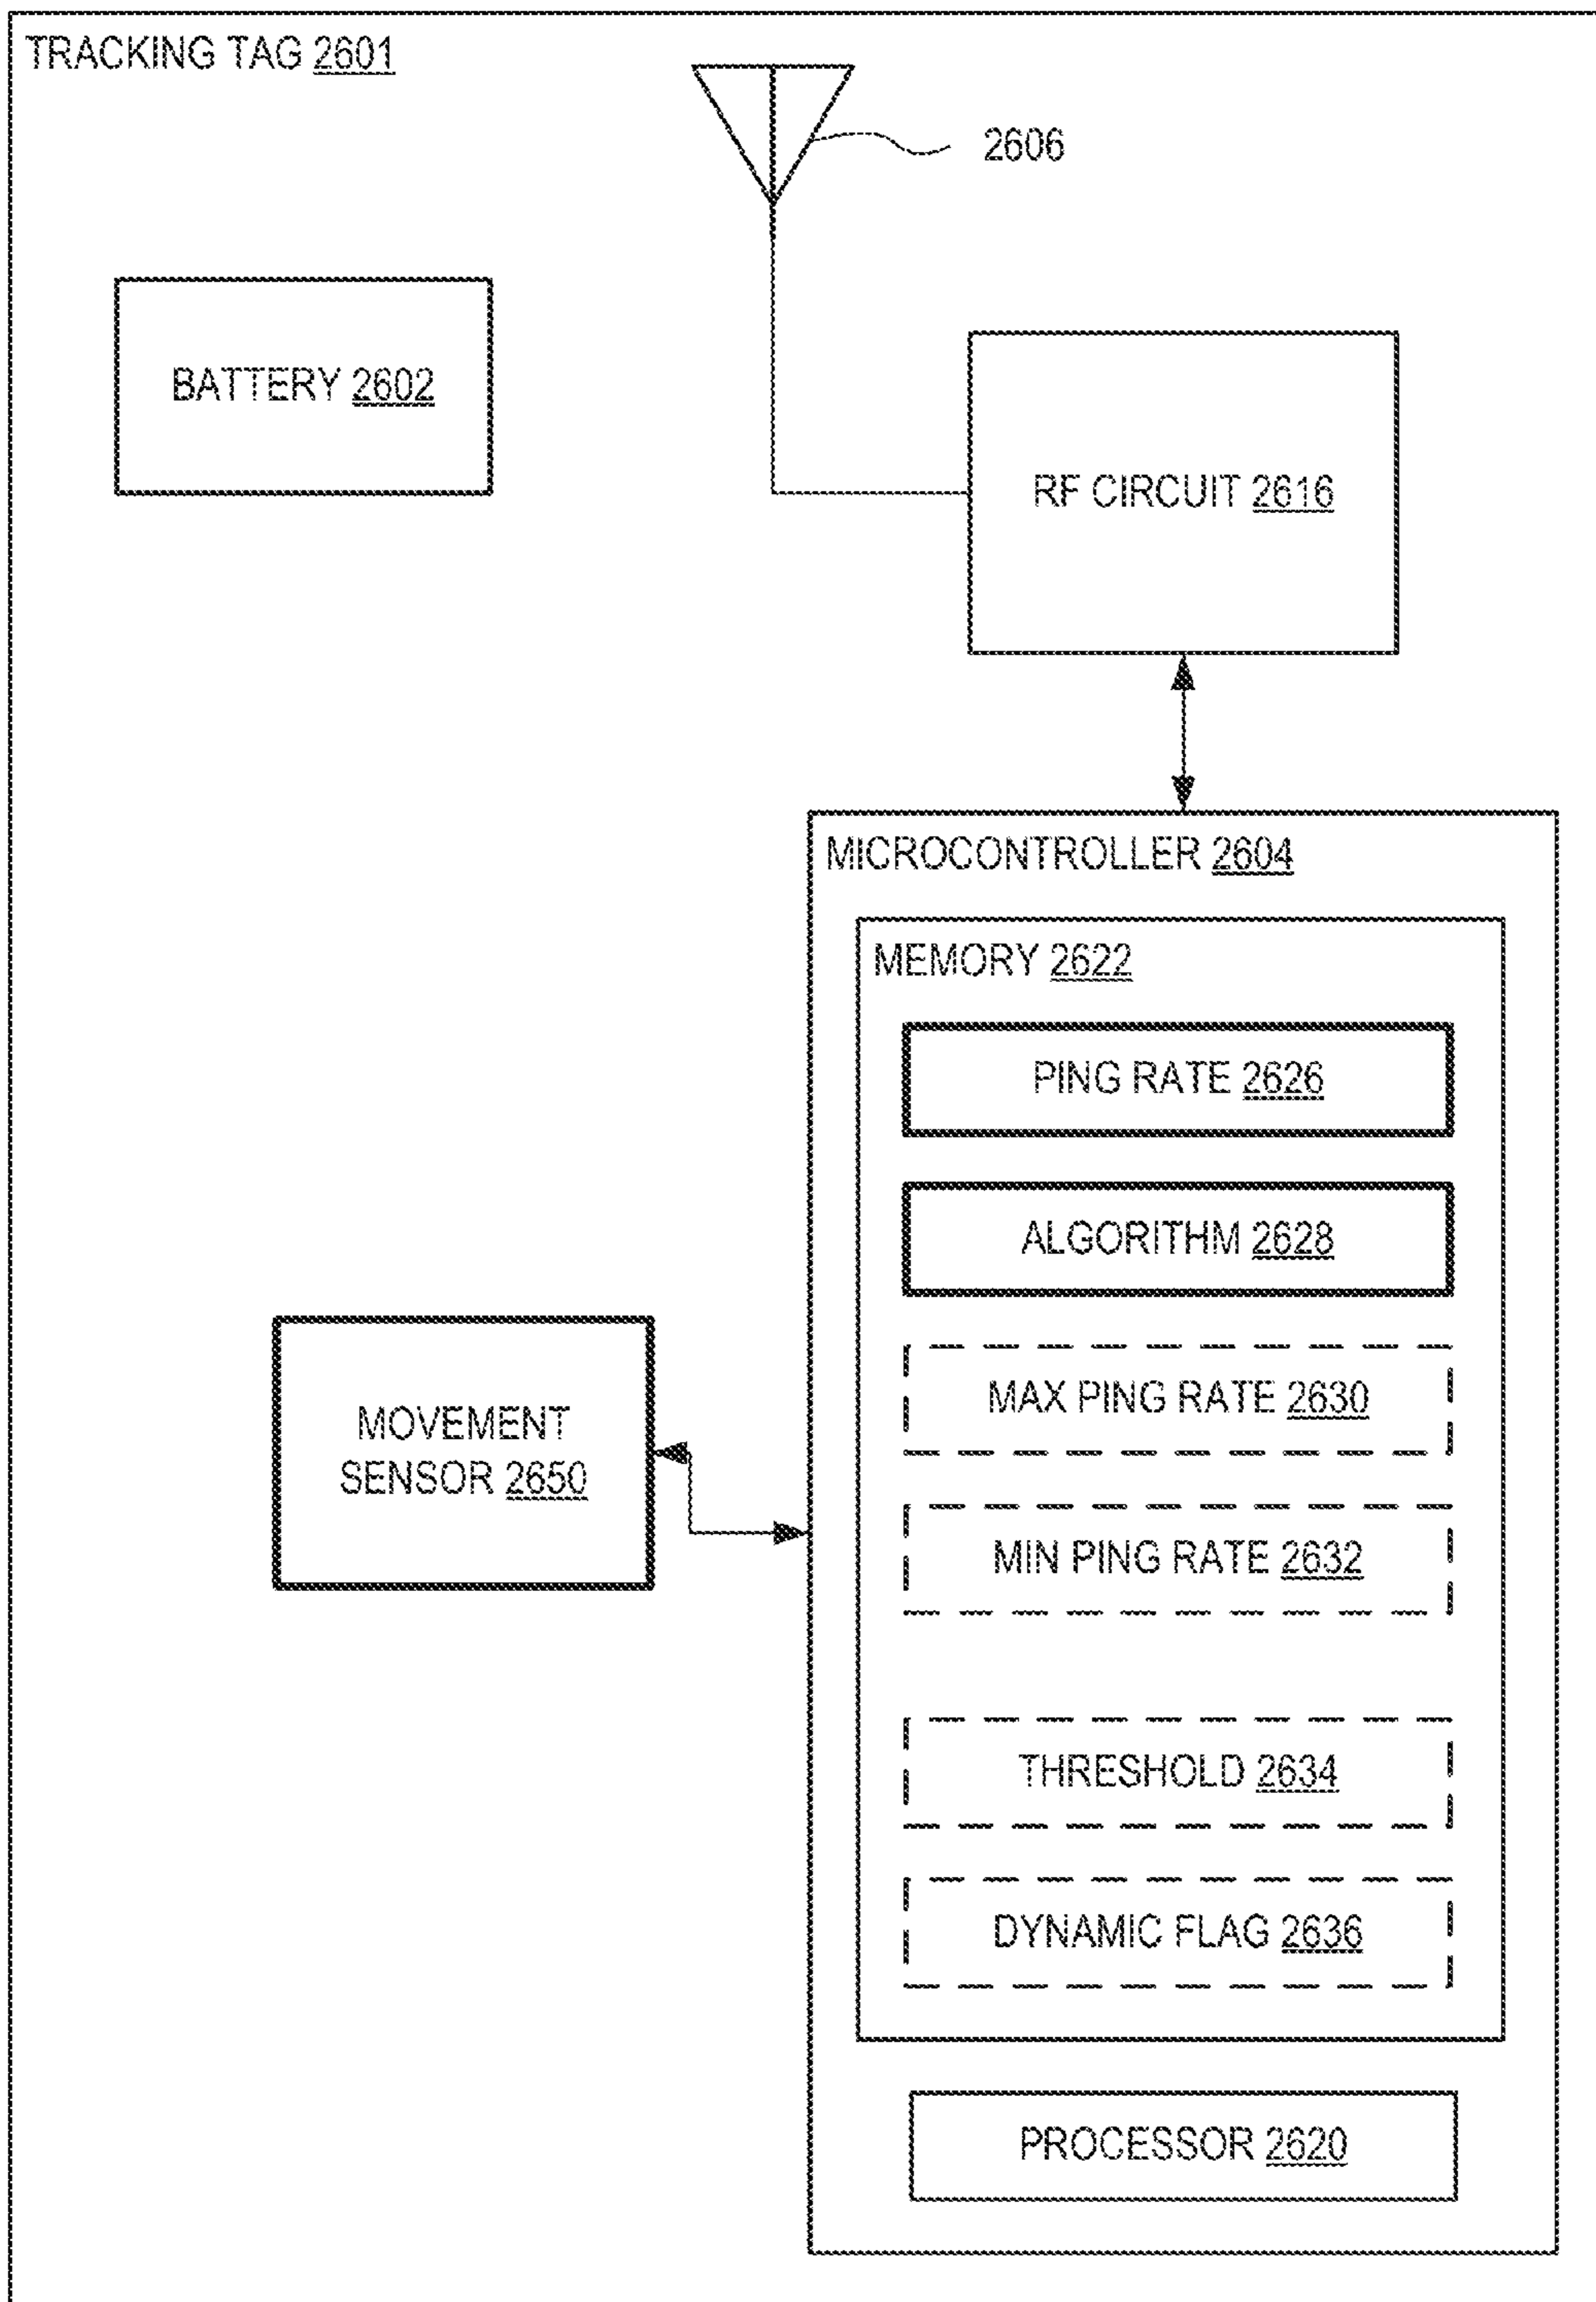 TRACKING TAG 2601
2606
BATTERY 2602
RF CIRCUIT 2616
MICROCONTROLLER 2604
MEMORY 2622
PING RATE 2626
ALGORITHM 2628
MAX PING RATE 2630
MOVEMENT
SENSOR 2650
MIN PING RATE 2632
THRESHOLD 2634
DYNAMIC FLAG 2636
PROCESSOR 2620